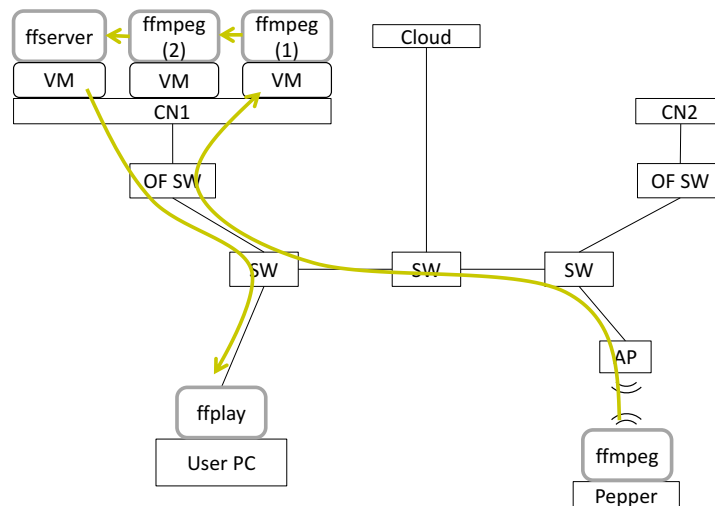 ffserver
ffmpeg
(2)
ffmpeg
(1)
Cloud
VM
VM
VM
CN1
CN2
OF SW
OF SW
SW
SW
SW
AP
ffplay
User PC
ffmpeg
Pepper